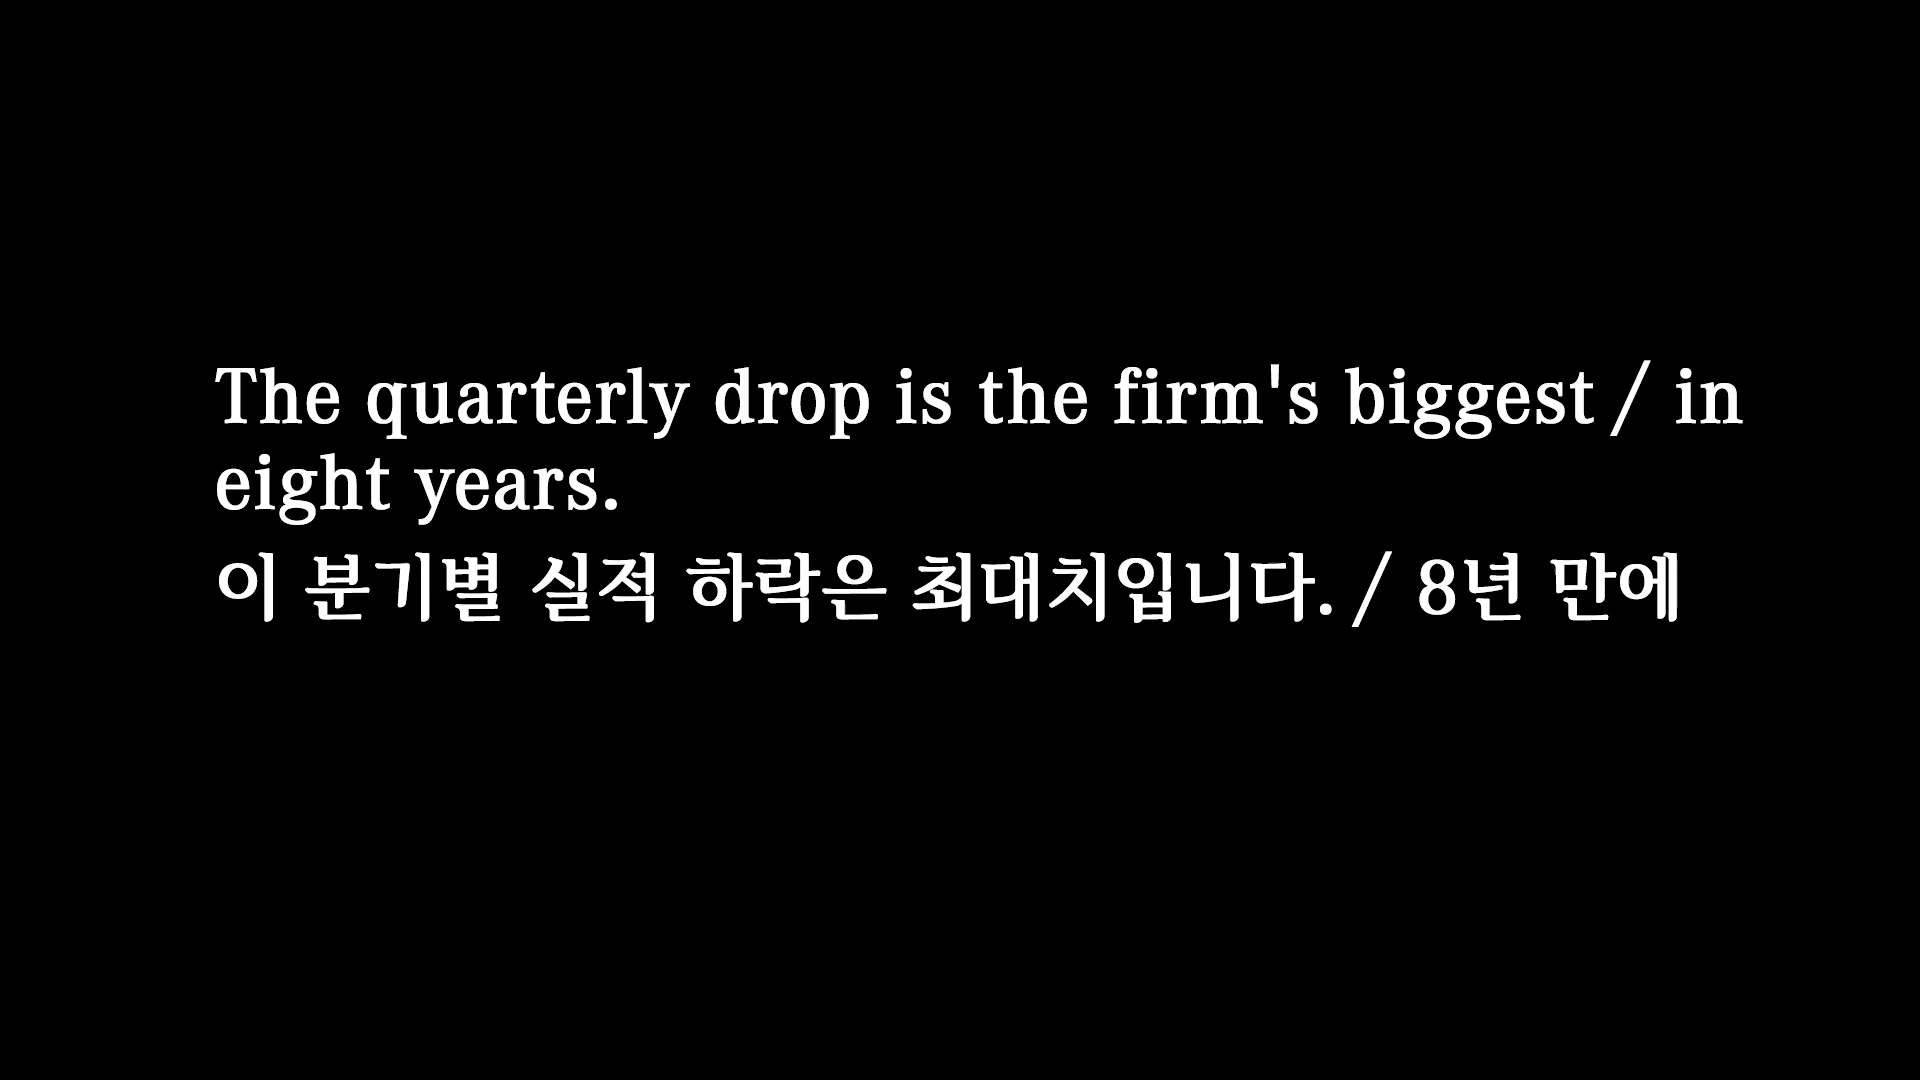 The quarterly drop is the firm's biggest / in
eight years.
이 분기별 실적 하락은 최대치입니다. / 8년 만에